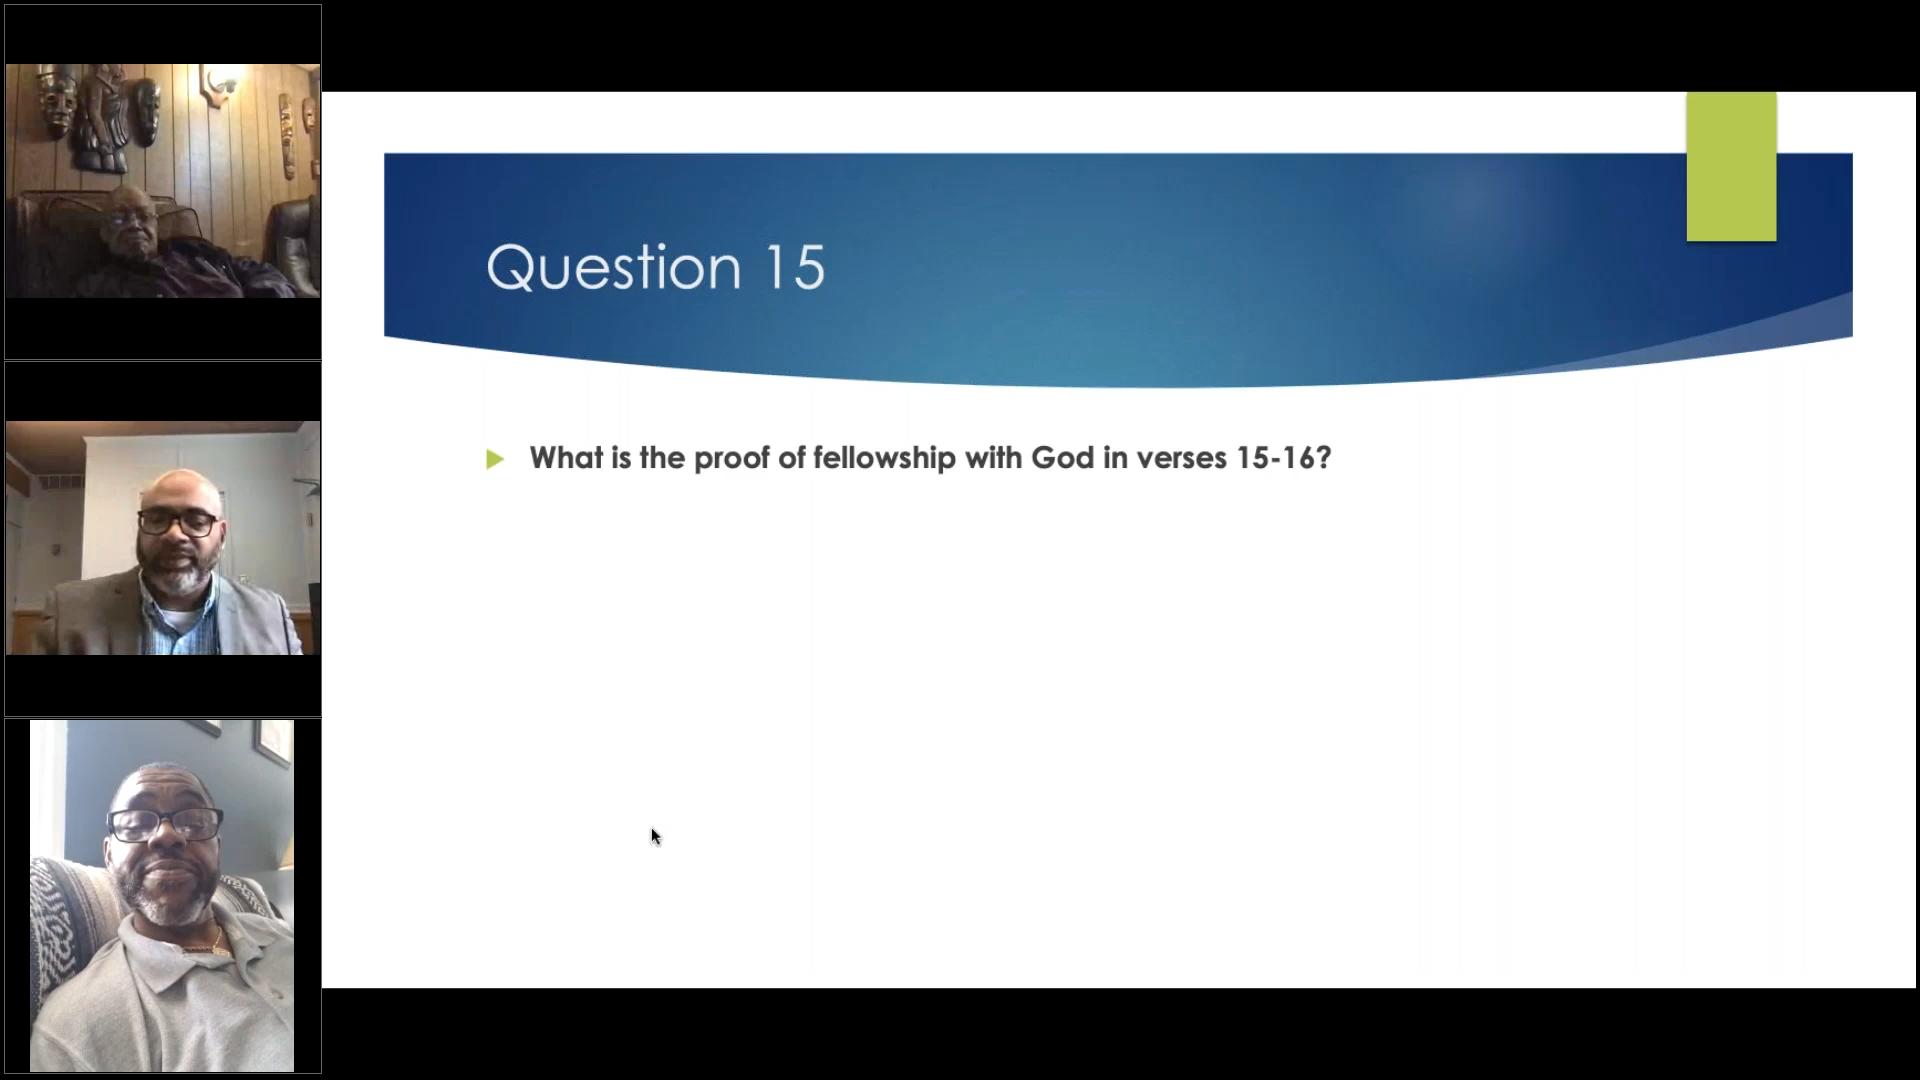 Question 15
What is the proof of fellowship with God in verses 15-16?